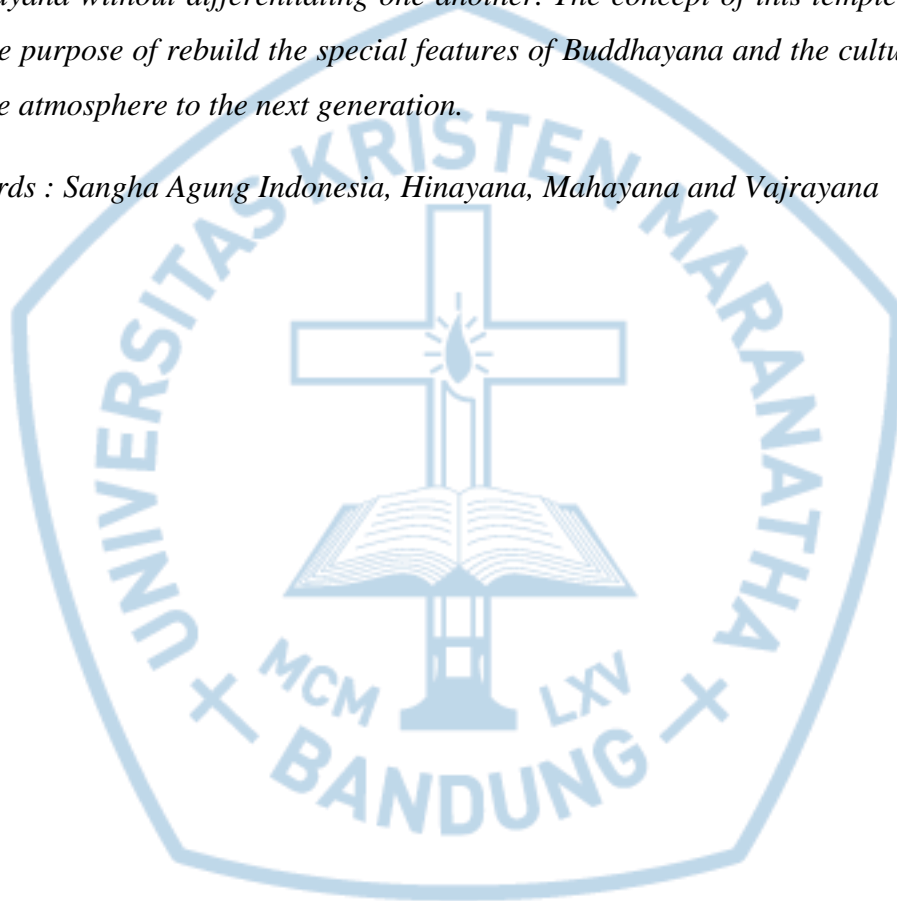 ayana without differentiating one another. The concept of this temple
e purpose of rebuild the special features of Buddhayana and the cultu
e atmosphere to the next generation.
rds : Sangha Agung Indonesia, Hinayana, Mahayana and Vajrayana
UNIVERSITAS KRISTEN MARANATHA
MCM LXV
BANDUNG